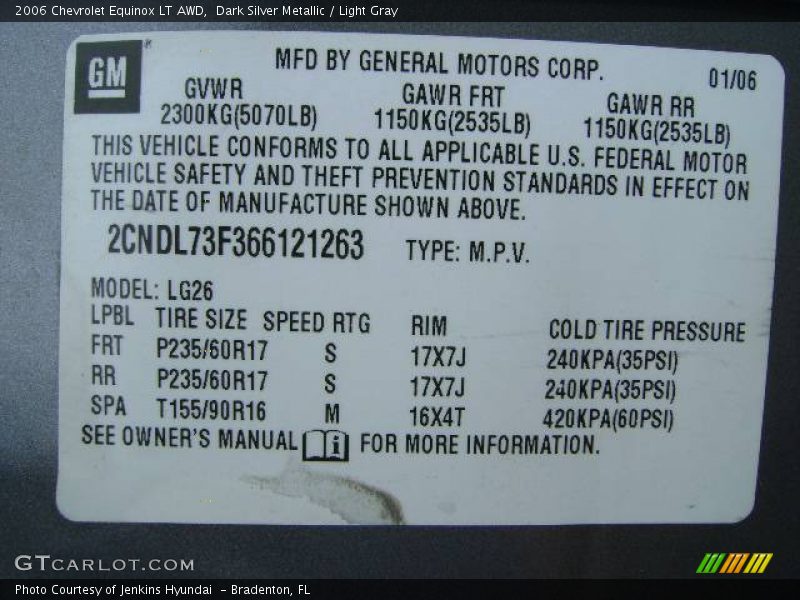 2006 Chevrolet Equinox LT AWD,  Dark Silver Metallic / Light Gray
GM
MFD BY GENERAL MOTORS CORP.
01/06
GVWR GAWR FRT GAWR RR
2300KG(5070LB) 1150KG(2535LB) 1150KG(2535LB)
THIS VEHICLE CONFORMS TO ALL APPLICABLE U.S. FEDERAL MOTOR
VEHICLE SAFETY AND THEFT PREVENTION STANDARDS IN EFFECT ON
THE DATE OF MANUFACTURE SHOWN ABOVE.
2CNDL73F366121263 TYPE: M.P.V.
MODEL: LG26
LPBL TIRE SIZE SPEED RTG RIM COLD TIRE PRESSURE
FRT P235/60R17 S 17X7J 240KPA(35PSI)
RR P235/60R17 S 17X7J 240KPA(35PSI)
SPA T155/90R16 M 16X4T 420KPA(60PSI)
SEE OWNER'S MANUAL i FOR MORE INFORMATION.
GTCARLOT.COM
Photo Courtesy of Jenkins Hyundai  - Bradenton, FL